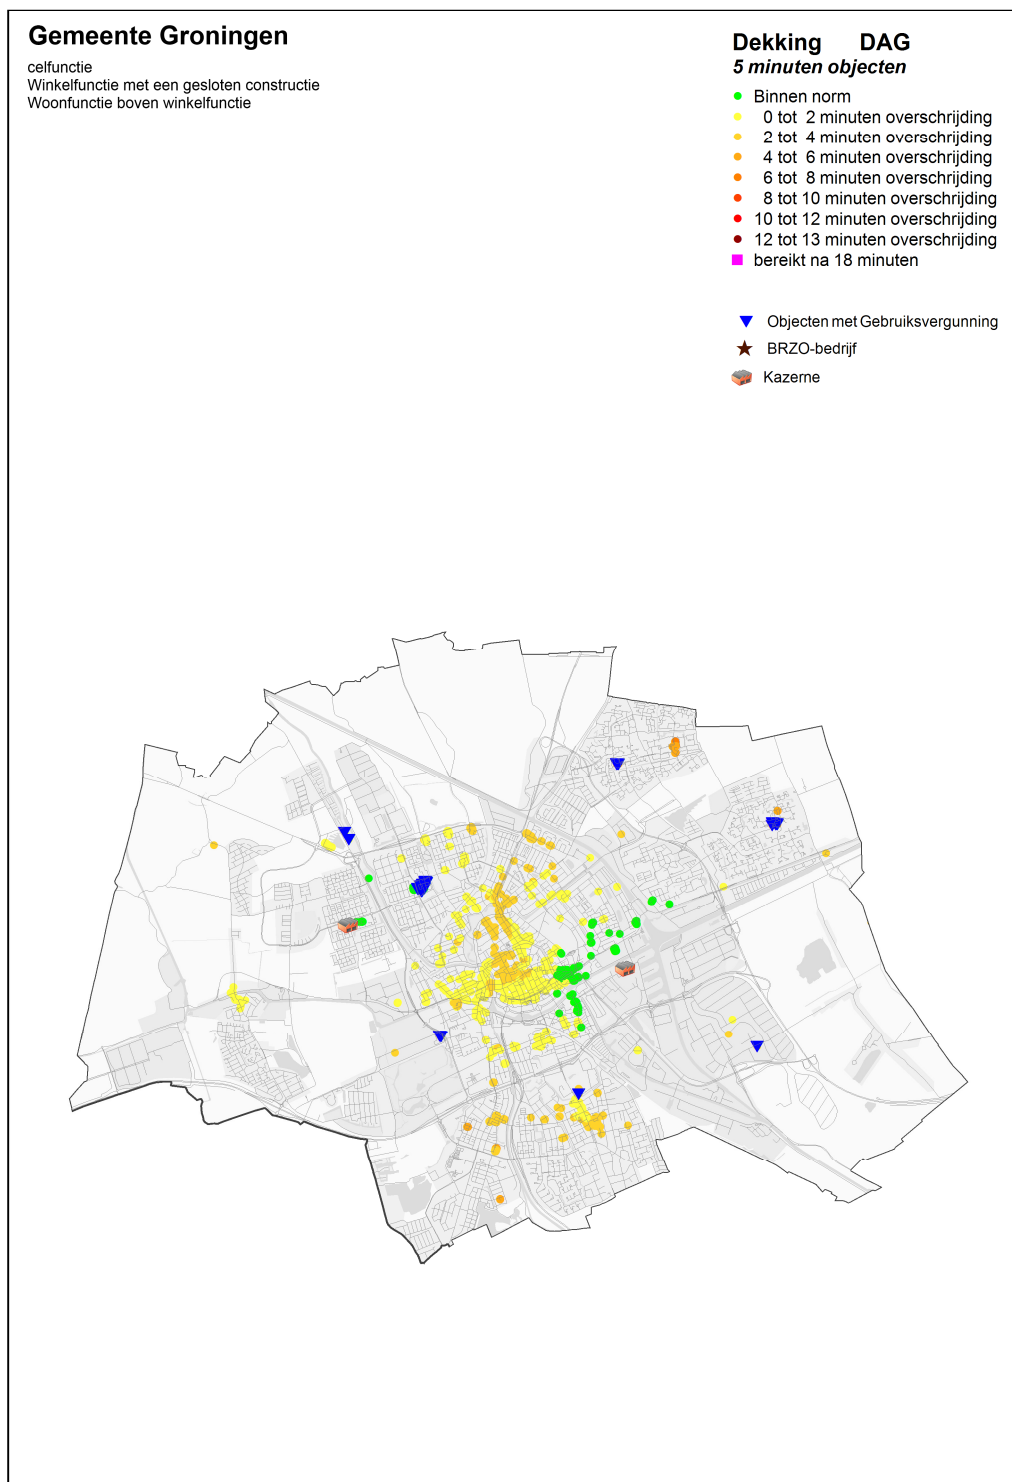 Gemeente Groningen
celfunctie
Winkelfunctie met een gesloten constructie
Woonfunctie boven winkelfunctie
Dekking DAG
5 minuten objecten
Binnen norm
0 tot 2 minuten overschrijding
2 tot 4 minuten overschrijding
4 tot 6 minuten overschrijding
6 tot 8 minuten overschrijding
8 tot 10 minuten overschrijding
10 tot 12 minuten overschrijding
12 tot 13 minuten overschrijding
bereikt na 18 minuten
Objecten met Gebruiksvergunning
BRZO-bedrijf
Kazerne